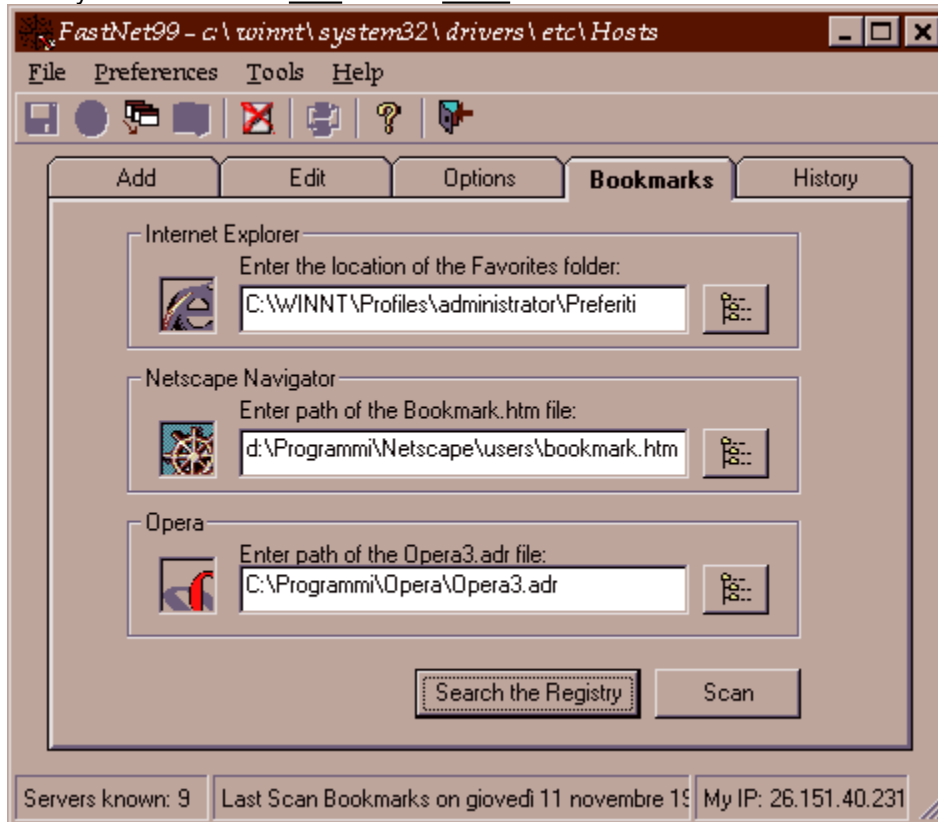 FastNet99 - c:\winnt\system32\drivers\etc\Hosts
File Preferences Tools Help
Add Edit Options Bookmarks History
Internet Explorer
Enter the location of the Favorites folder:
C:\WINNT\Profiles\administrator\Preferiti
Netscape Navigator
Enter path of the Bookmark.htm file:
d:\Programmi\Netscape\users\bookmark.htm
Opera
Enter path of the Opera3.adr file:
C:\Programmi\Opera\Opera3.adr
Search the Registry Scan
Servers known: 9 Last Scan Bookmarks on giovedì 11 novembre My IP: 26.151.40.231